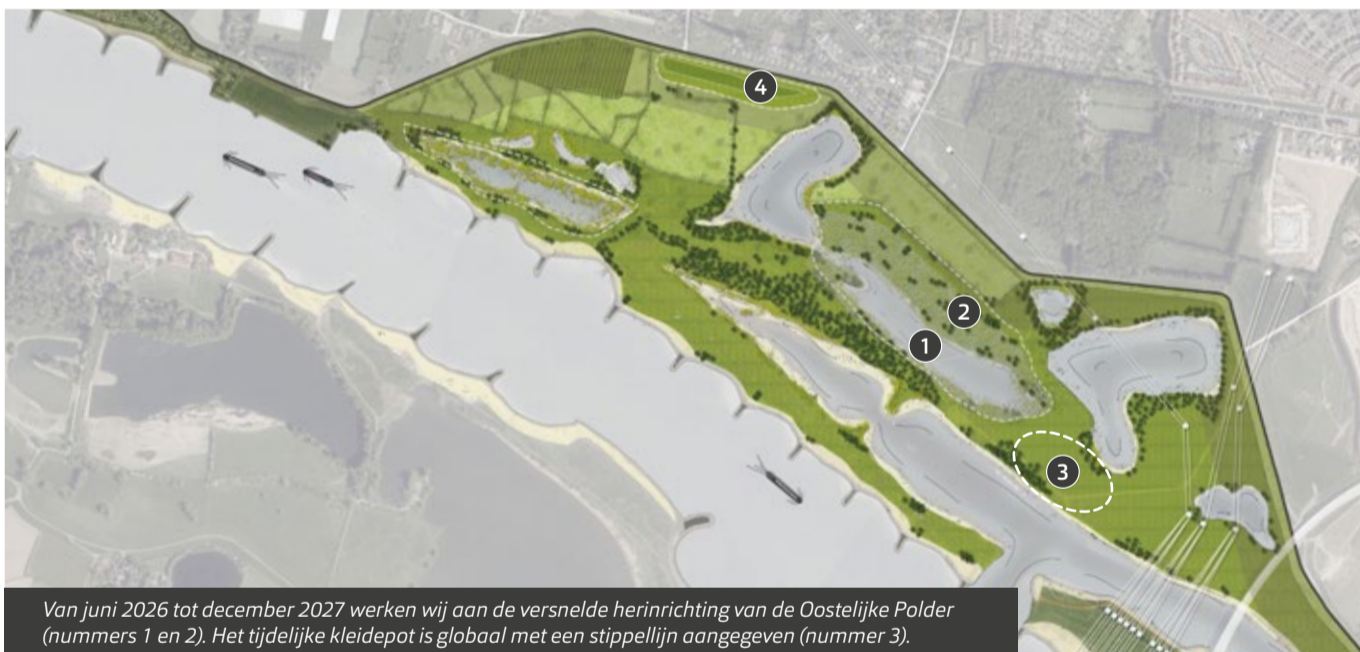 4
2
1
3
Van juni 2026 tot december 2027 werken wij aan de versnelde herinrichting van de Oostelijke Polder
(nummers 1 en 2). Het tijdelijke kleidepot is globaal met een stippellijn aangegeven (nummer 3).